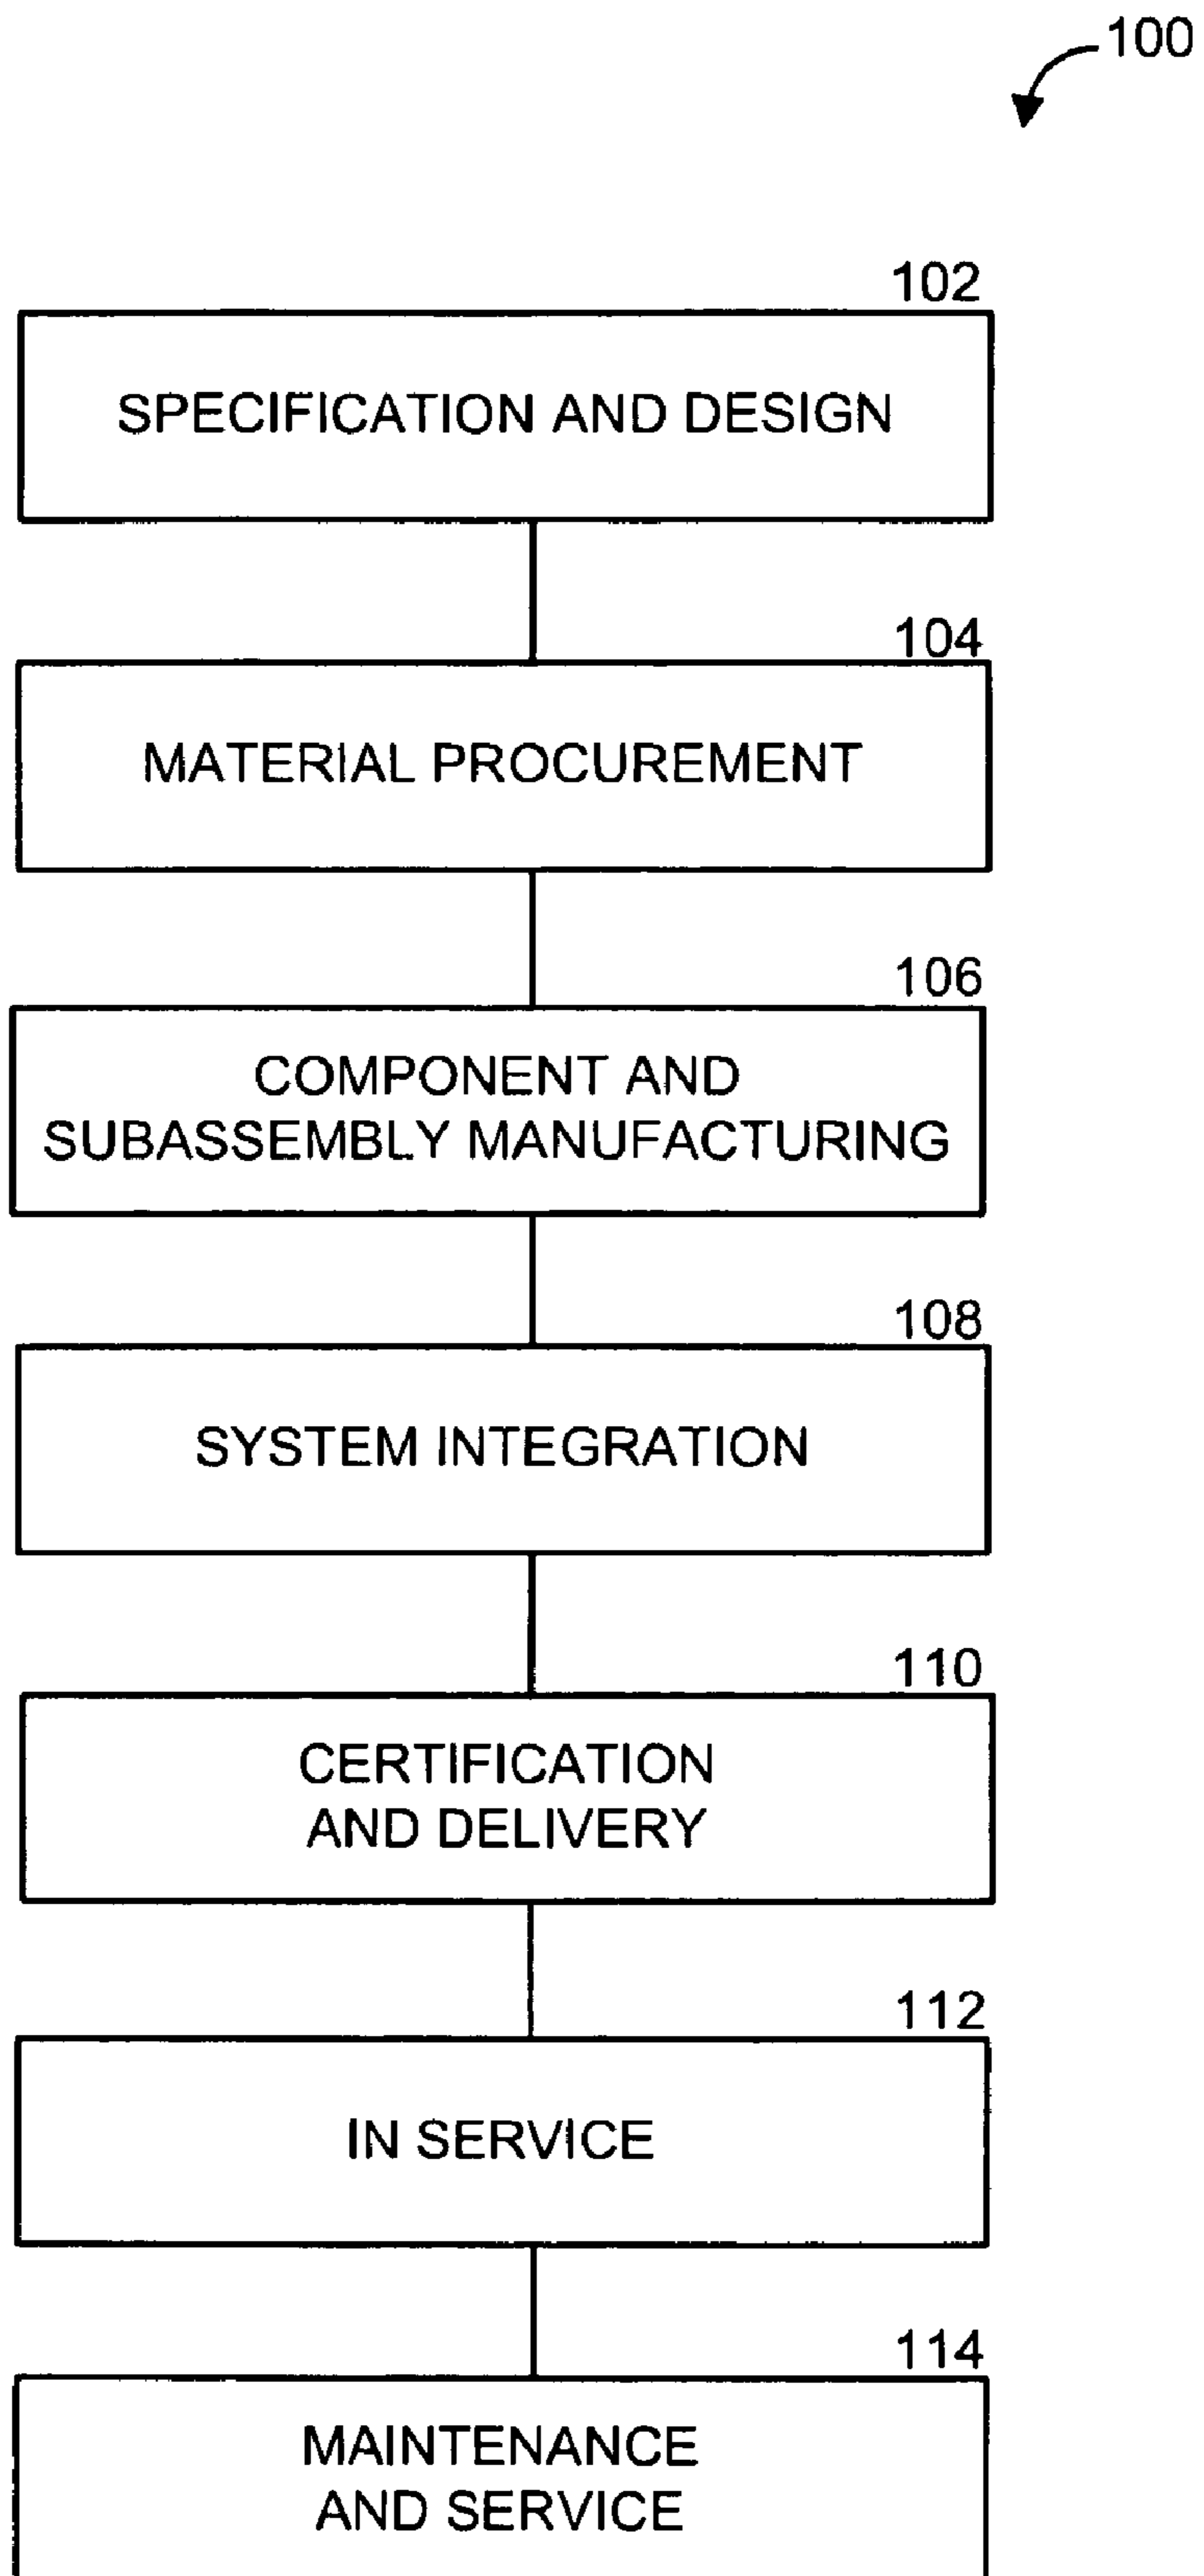 100
102
SPECIFICATION AND DESIGN
104
MATERIAL PROCUREMENT
106
COMPONENT AND
SUBASSEMBLY MANUFACTURING
108
SYSTEM INTEGRATION
110
CERTIFICATION
AND DELIVERY
112
IN SERVICE
114
MAINTENANCE
AND SERVICE